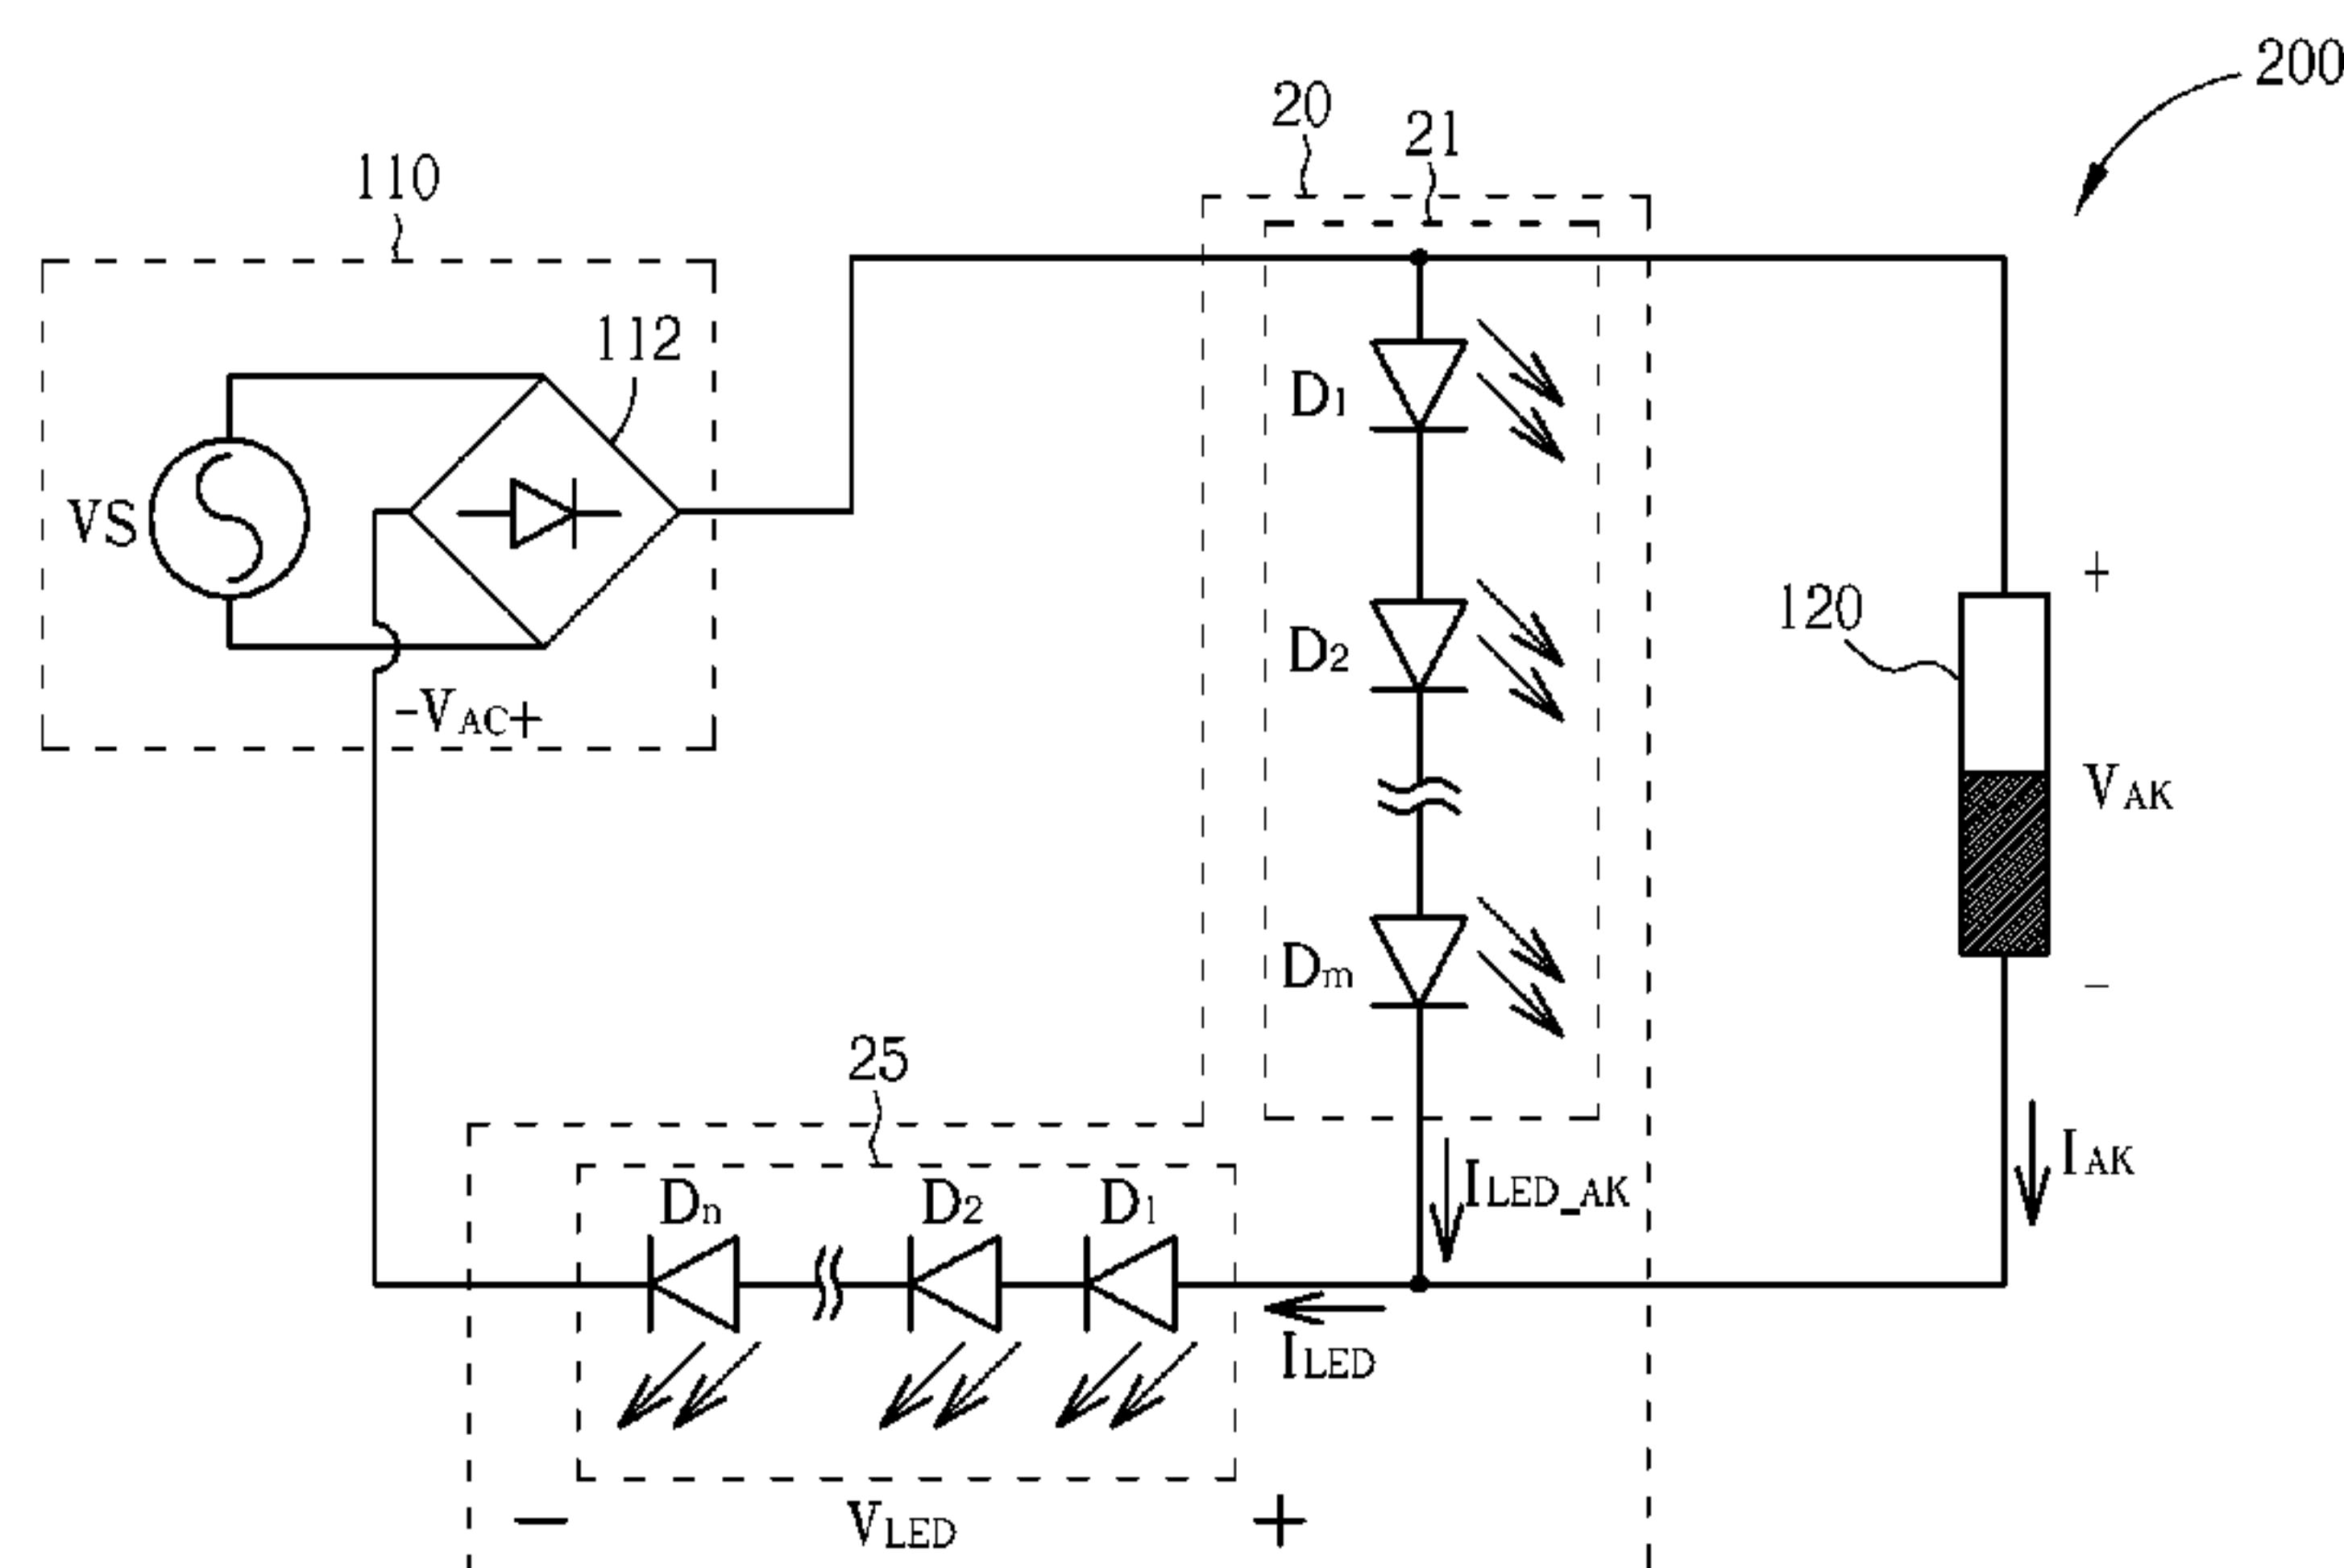 200
20
21
110
112
VS
-VAC+
D1
D2
Dm
120
+
VAK
-
IAK
ILED_AK
25
Dn D2 D1
ILED
- VLED +